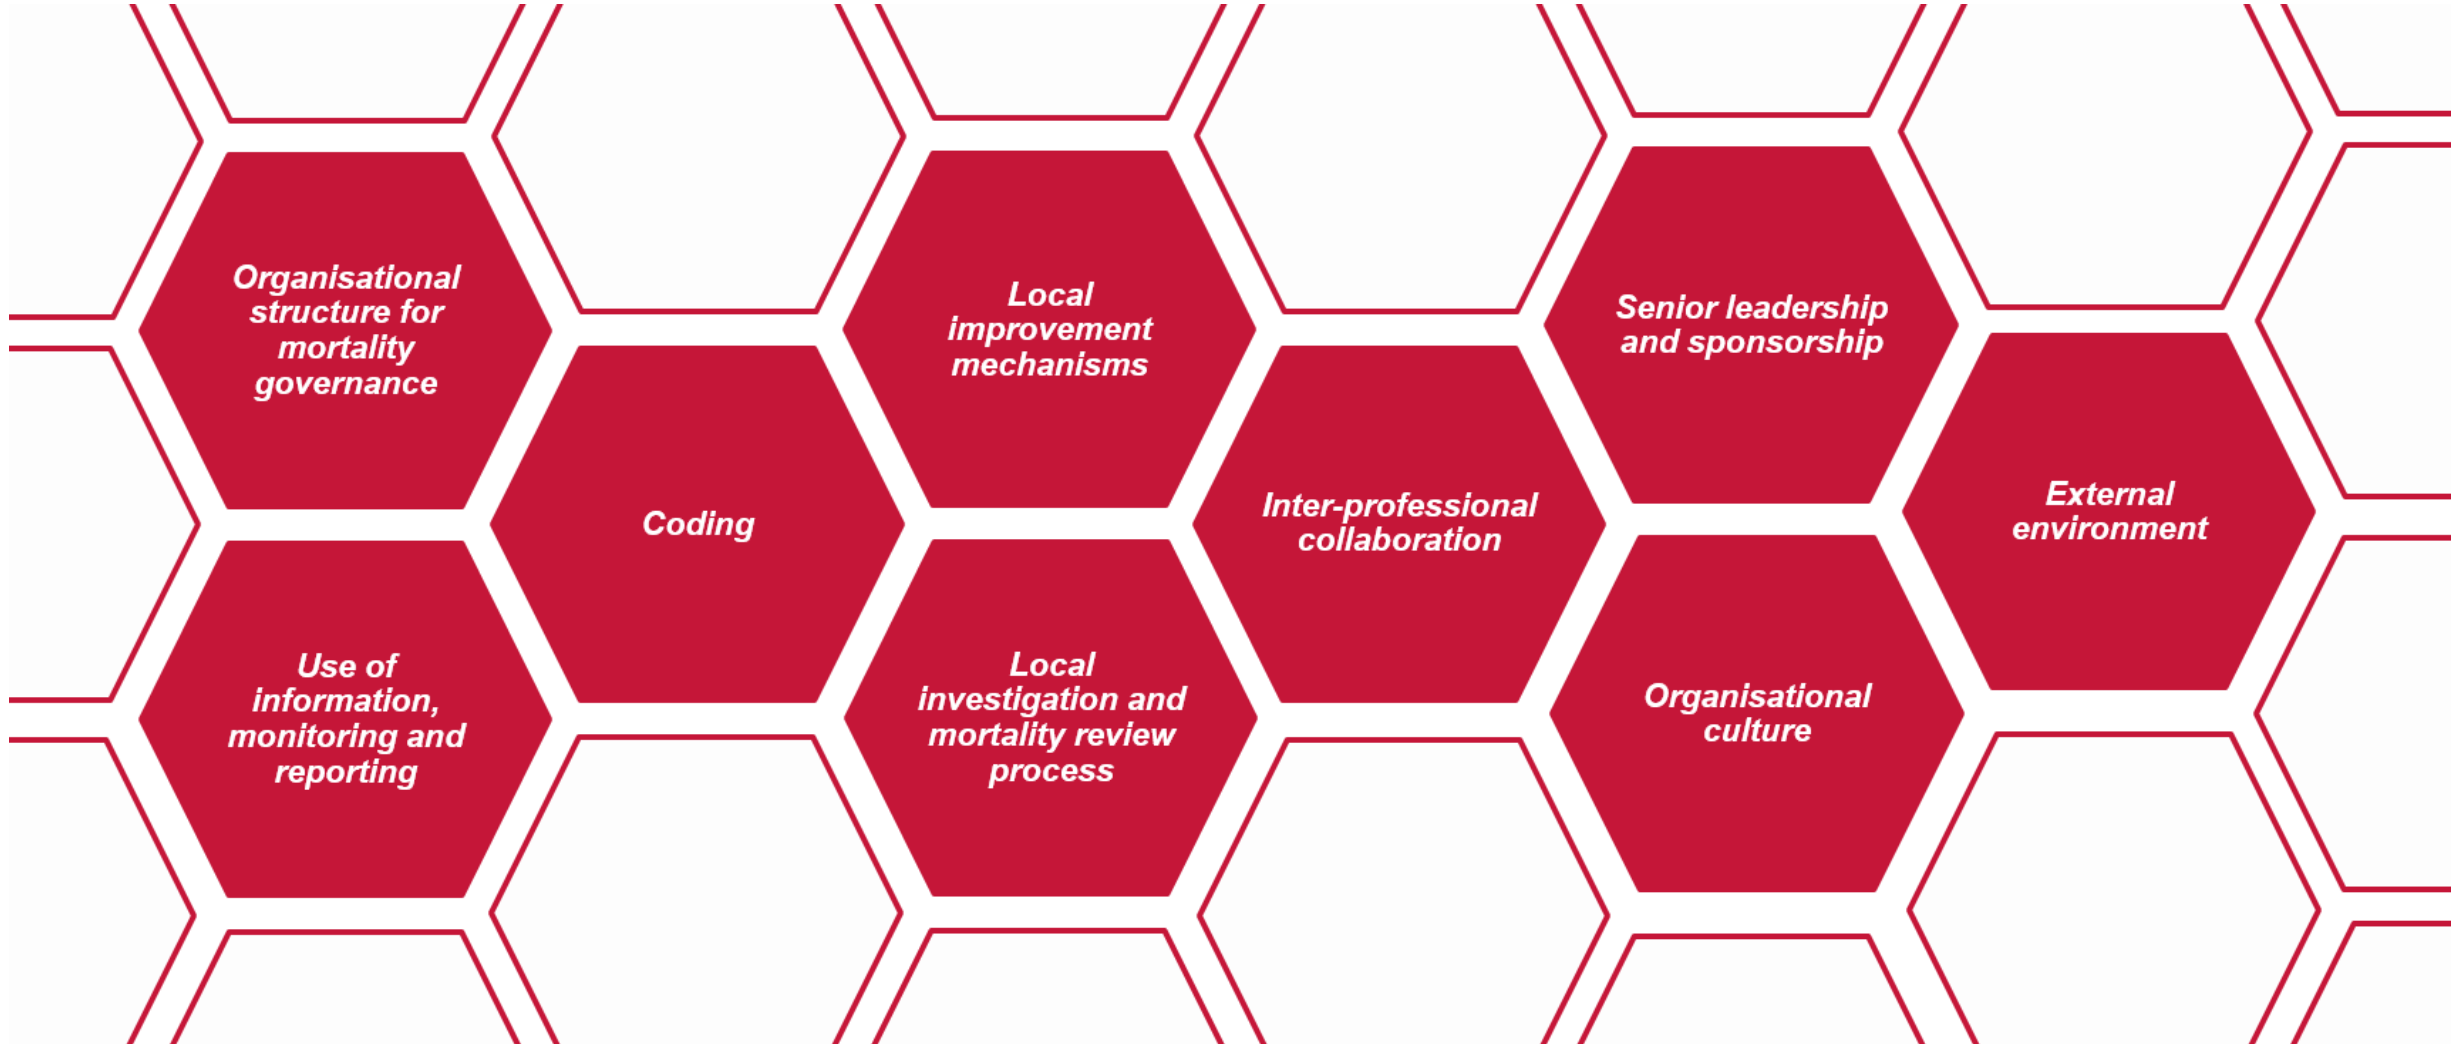 Organisational
structure for
mortality
governance
Use of
information,
monitoring and
reporting
Coding
Local
improvement
mechanisms
Local
investigation and
mortality review
process
Inter-professional
collaboration
Senior leadership
and sponsorship
Organisational
culture
External
environment